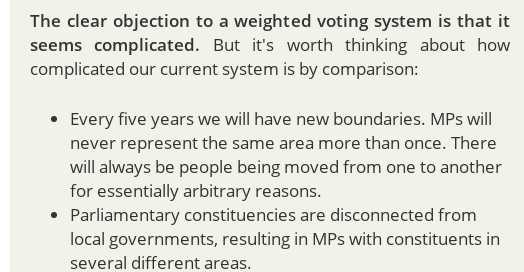 The clear objection to a weighted voting system is that it
seems complicated. But it's worth thinking about how
complicated our current system is by comparison:
• Every five years we will have new boundaries. MPs will
never represent the same area more than once. There
will always be people being moved from one to another
for essentially arbitrary reasons.
• Parliamentary constituencies are disconnected from
local governments, resulting in MPs with constituents in
several different areas.